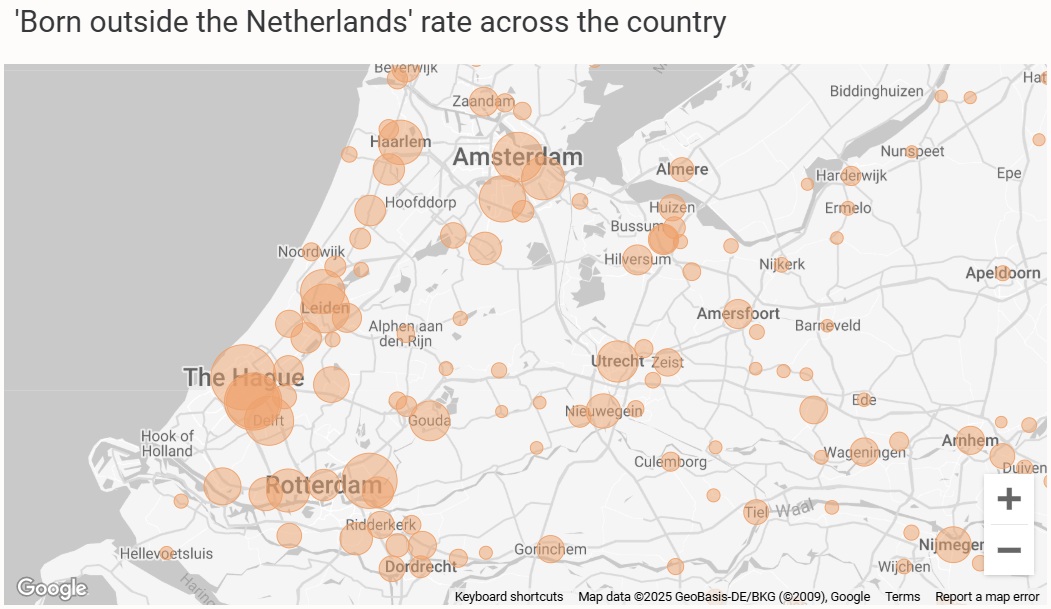 'Born outside the Netherlands' rate across the country
Beverwijk
Zaandam
Haarlem
Amsterdam
Hoofddorp
Almere
Huizen
Bussum
Hilversum
Biddinghuizen
Hat
Nunspeet
Harderwijk
Epe
Ermelo
Nijkerk
Apeldoorn
Noordwijk
Leiden
Alphen aan
den Rijn
Amersfoort
Barneveld
The Hague
Delft
Utrecht
Zeist
Gouda
Nieuwegein
Ede
Hook of
Holland
Culemborg
Wageningen
Arnhem
Duiven
Rotterdam
Tiel
Waal
Ridderkerk
Hellevoetsluis
Gorinchem
Dordrecht
Nijmegen
Wijchen
Haring
+
−
Google
Keyboard shortcuts
Map data ©2025 GeoBasis-DE/BKG (©2009), Google
Terms
Report a map error